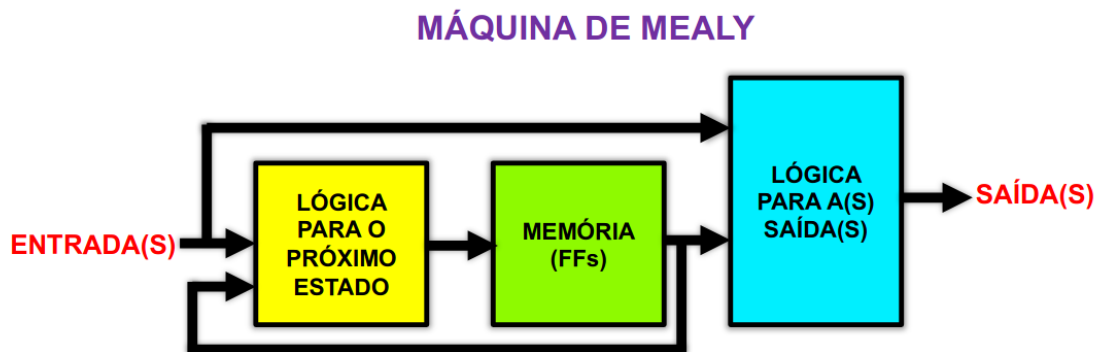 MÁQUINA DE MEALY
ENTRADA(S)
LÓGICA
PARA O
PRÓXIMO
ESTADO
MEMÓRIA
(FFs)
LÓGICA
PARA A(S)
SAÍDA(S)
SAÍDA(S)